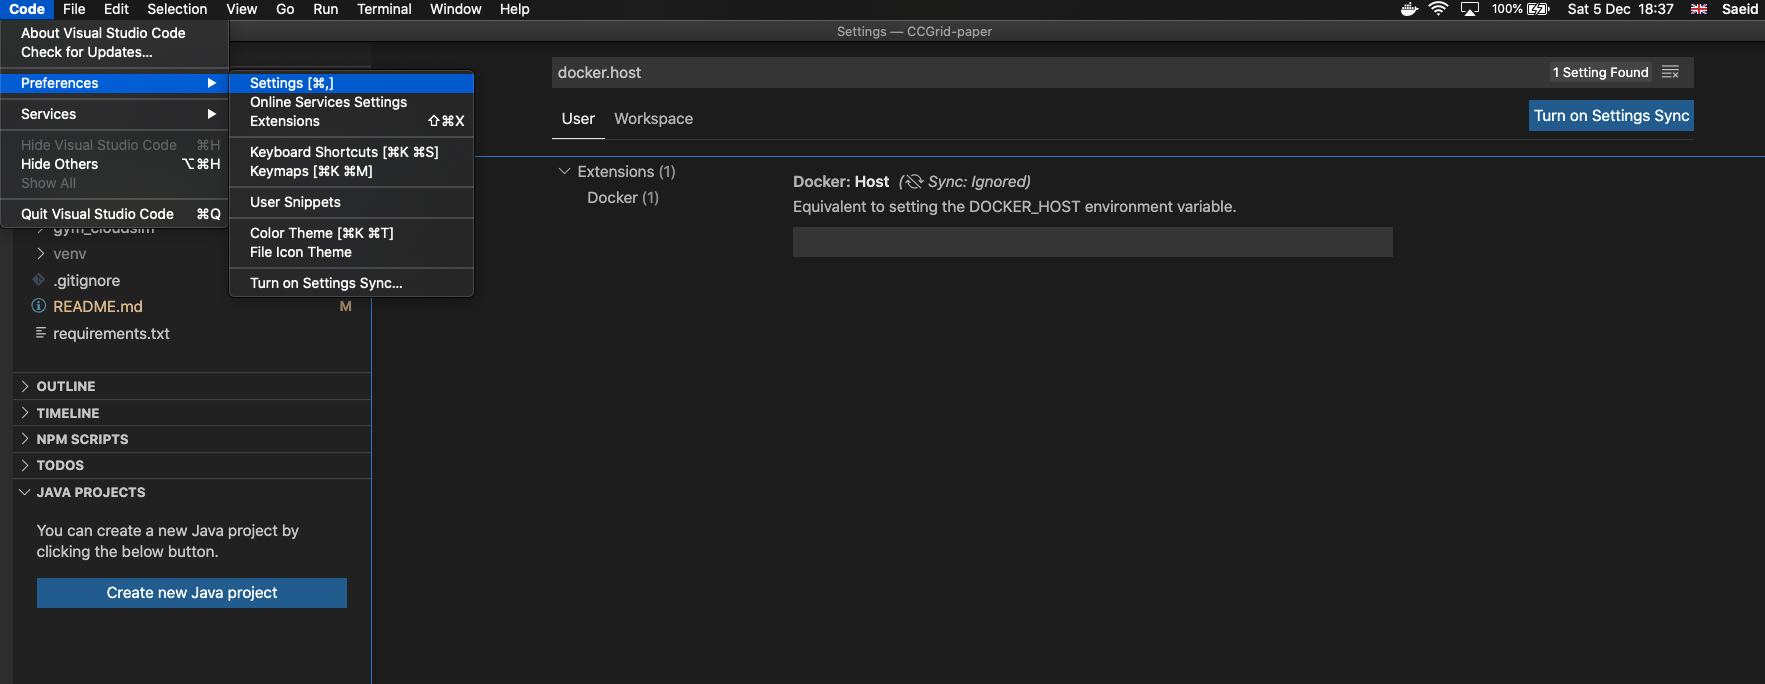 Code File Edit Selection View Go Run Terminal Window Help 100% Sat 5 Dec 18:37 Saeid
Settings — CCGrid-paper
About Visual Studio Code
Check for Updates...
Preferences
Services
Hide Visual Studio Code ⌘H
Hide Others ⌥⌘H
Show All
Quit Visual Studio Code ⌘Q
Settings [⌘,]
Online Services Settings
Extensions ⇧⌘X
Keyboard Shortcuts [⌘K ⌘S]
Keymaps [⌘K ⌘M]
User Snippets
Color Theme [⌘K ⌘T]
File Icon Theme
Turn on Settings Sync...
gym_cloudsim
venv
.gitignore
README.md M
requirements.txt
OUTLINE
TIMELINE
NPM SCRIPTS
TODOS
JAVA PROJECTS
You can create a new Java project by
clicking the below button.
Create new Java project
docker.host 1 Setting Found
User Workspace Turn on Settings Sync
Extensions (1)
Docker (1)
Docker: Host (Sync: Ignored)
Equivalent to setting the DOCKER_HOST environment variable.